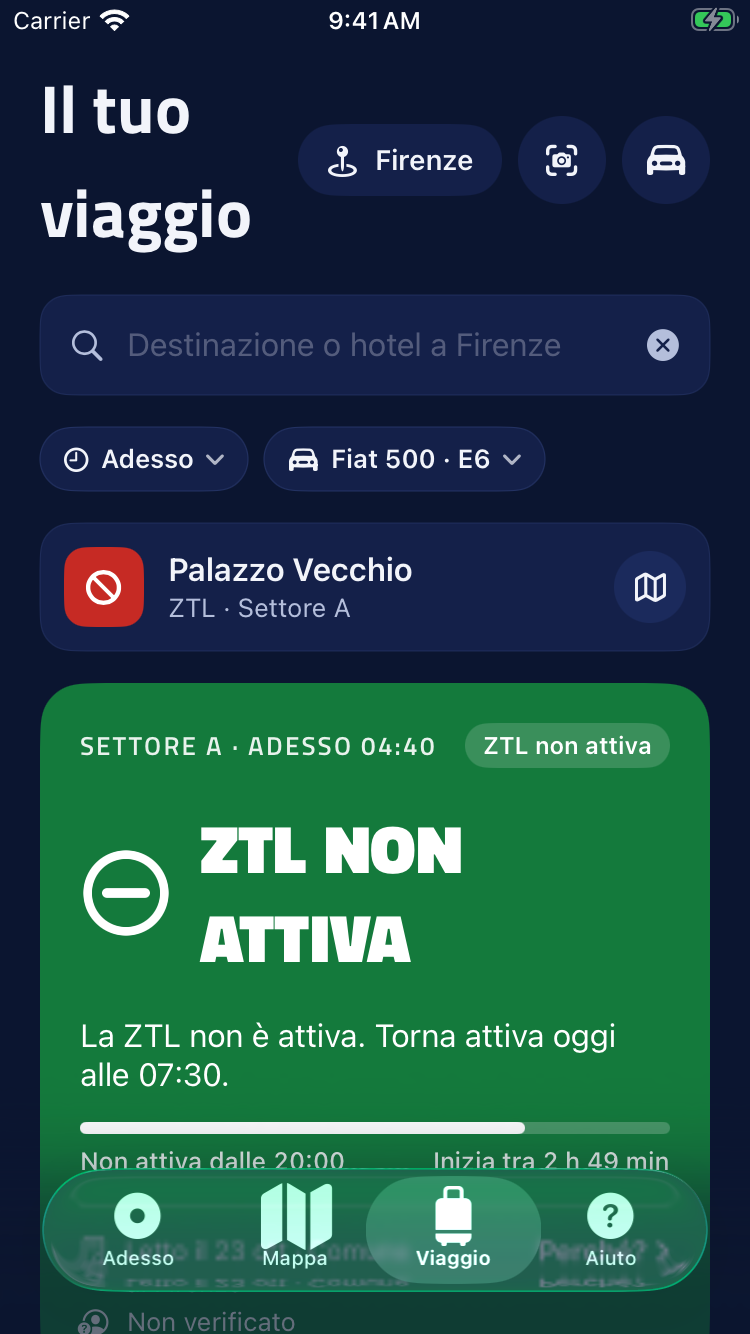 Carrier
9:41 AM
Il tuo
viaggio
Firenze
Destinazione o hotel a Firenze
Adesso
Fiat 500 · E6
Palazzo Vecchio
ZTL · Settore A
SETTORE A · ADESSO 04:40
ZTL non attiva
ZTL NON
ATTIVA
La ZTL non è attiva. Torna attiva oggi
alle 07:30.
Non attiva dalle 20:00
Inizia tra 2 h 49 min
Adesso
Mappa
Viaggio
Aiuto
Non verificato